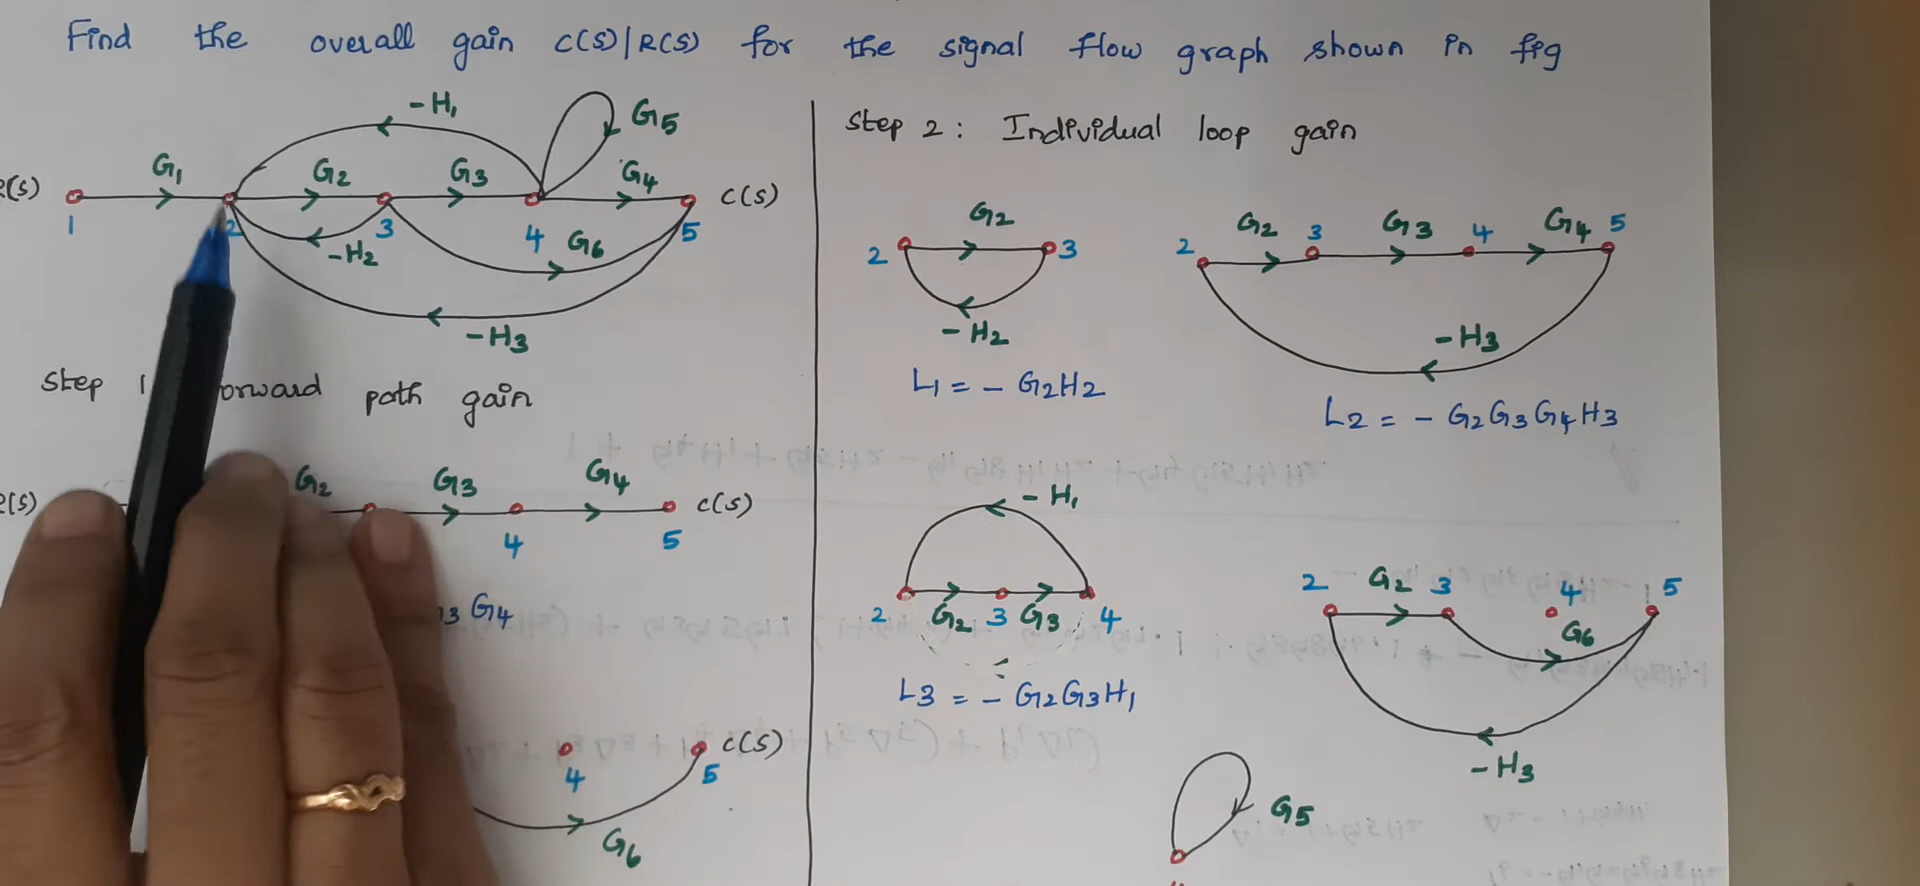 Find the overall gain C(S)/R(S) for the signal flow graph shown in fig
-H1
G5
G1 G2 G3 G4
(S) C(S)
1 2 3 4 5
-H2 G6
-H3
Step 1 orward path gain
G2 G3 G4
(S) C(S)
4 5
3 G4
C(S)
4 5
G6
Step 2 : Individual loop gain
G2
2 3
-H2
L1 = - G2H2
G2 G3 G4
2 3 4 5
-H3
L2 = - G2G3G4H3
-H1
2 G2 3 G3 4
L3 = - G2G3H1
2 G2 3 4 5
G6
-H3
G5